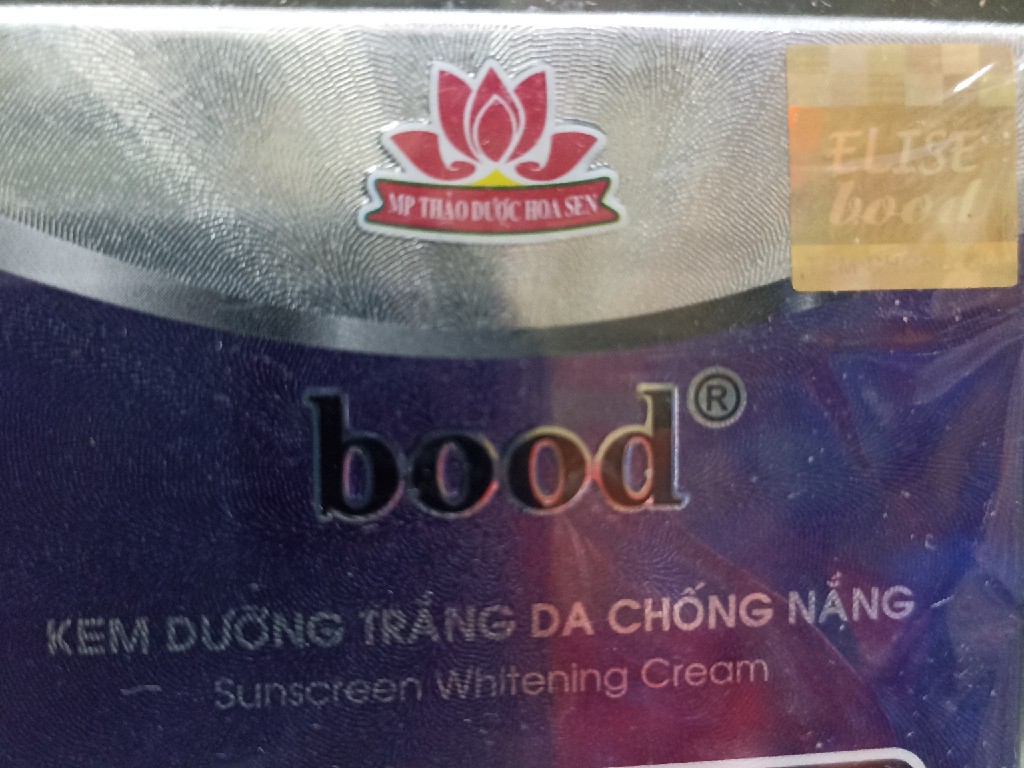 MP THẢO DƯỢC HOA SEN
ELISE
bood
bood®
KEM DƯỠNG TRẮNG DA CHỐNG NẮNG
Sunscreen Whitening Cream